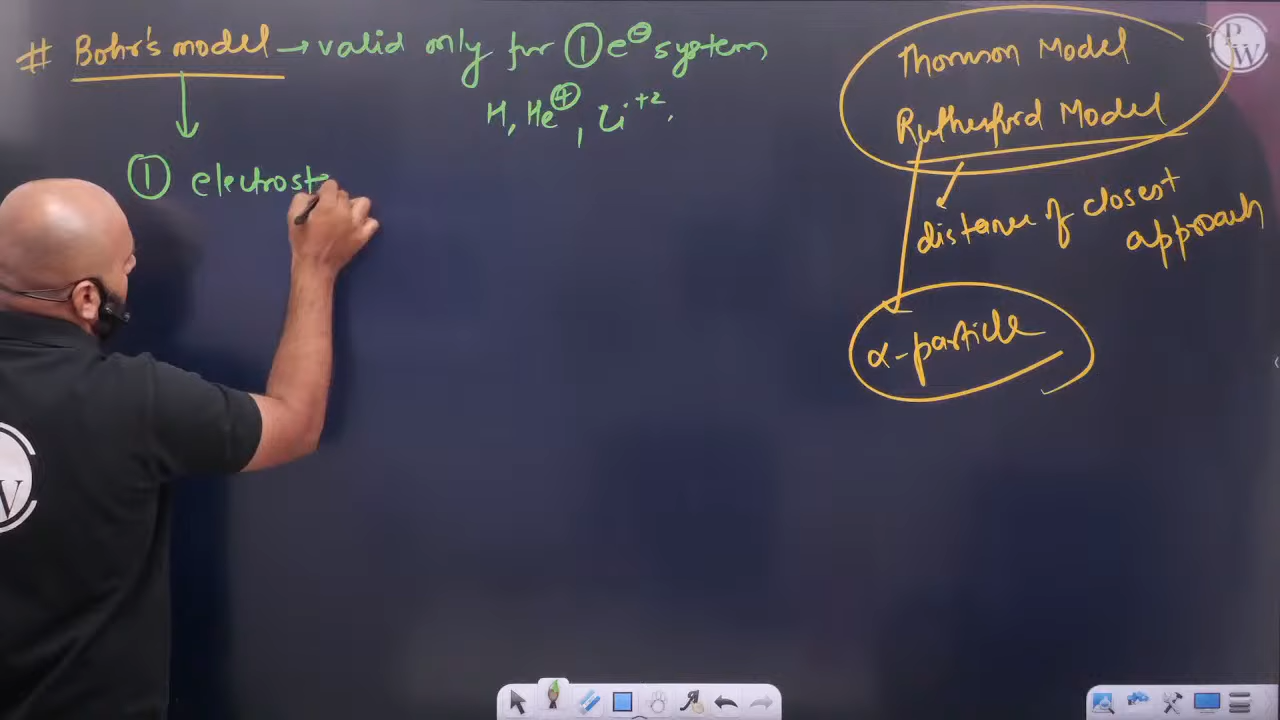 # Bohr's model → valid only for ① e⊖ system
H, He⊕, Li⁺².
① electrost
Thomson Model
Rutherford Model
distance of closest
approach
α-particle
PW
W